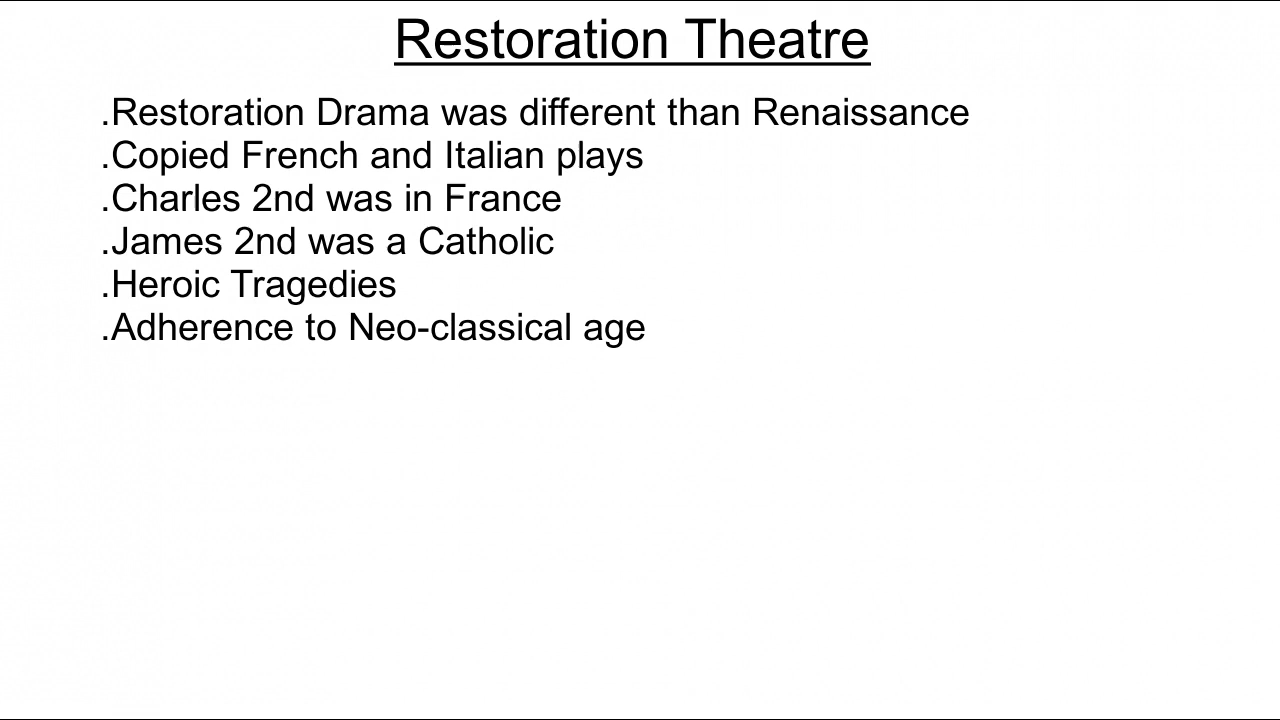 Restoration Theatre
.Restoration Drama was different than Renaissance
.Copied French and Italian plays
.Charles 2nd was in France
.James 2nd was a Catholic
.Heroic Tragedies
.Adherence to Neo-classical age